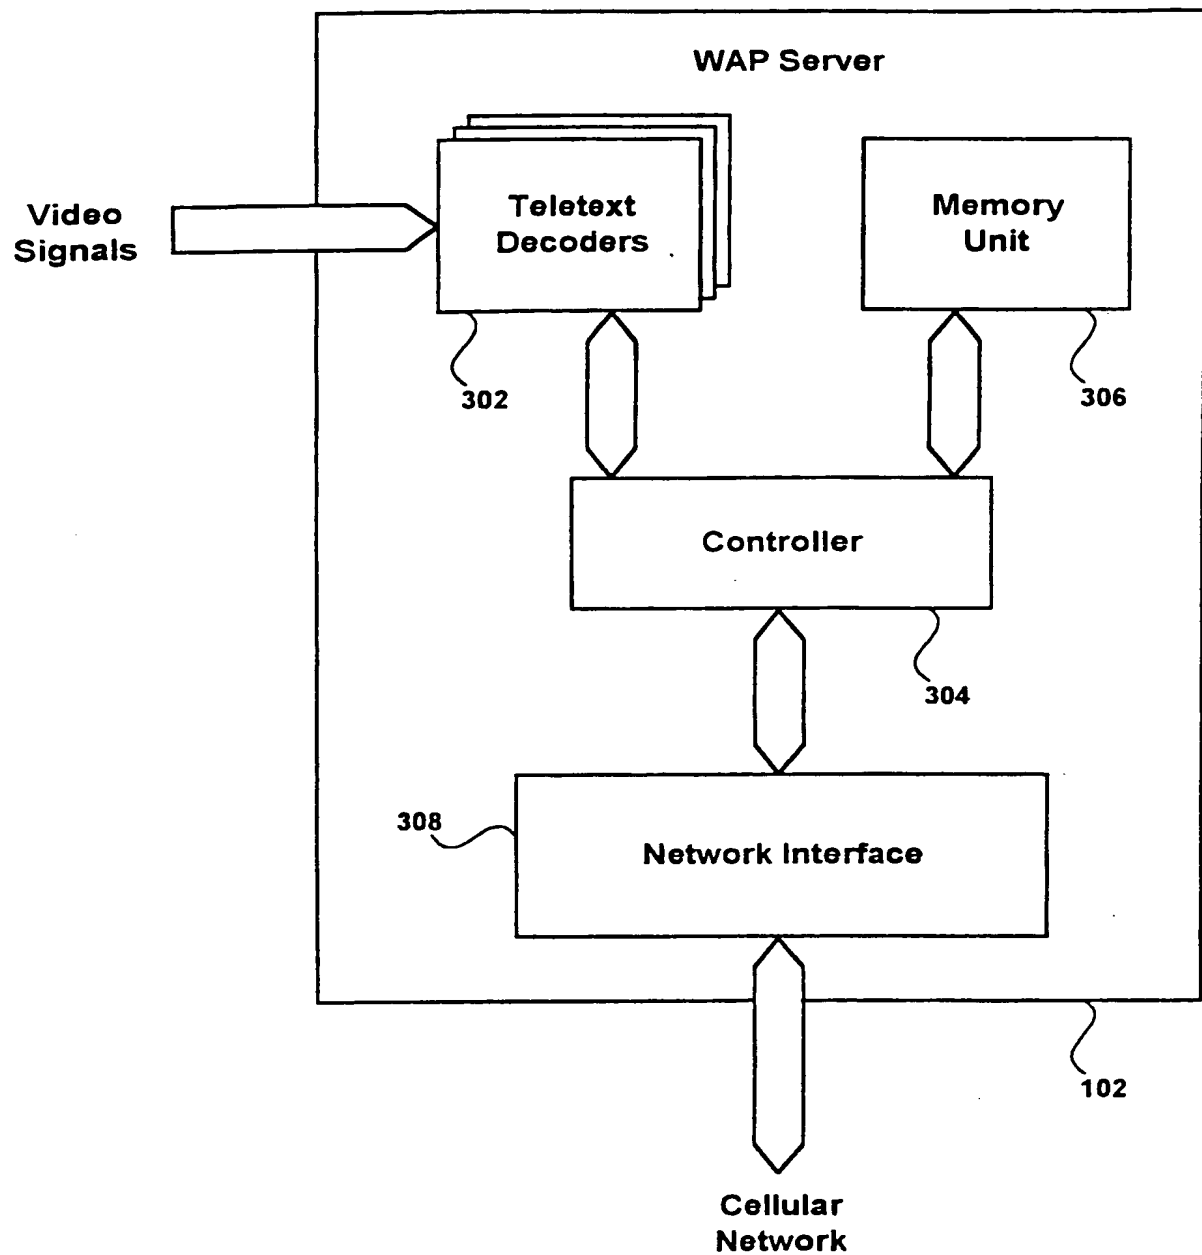 WAP Server
Video
Signals
Teletext
Decoders
Memory
Unit
302
306
Controller
304
308
Network Interface
102
Cellular
Network